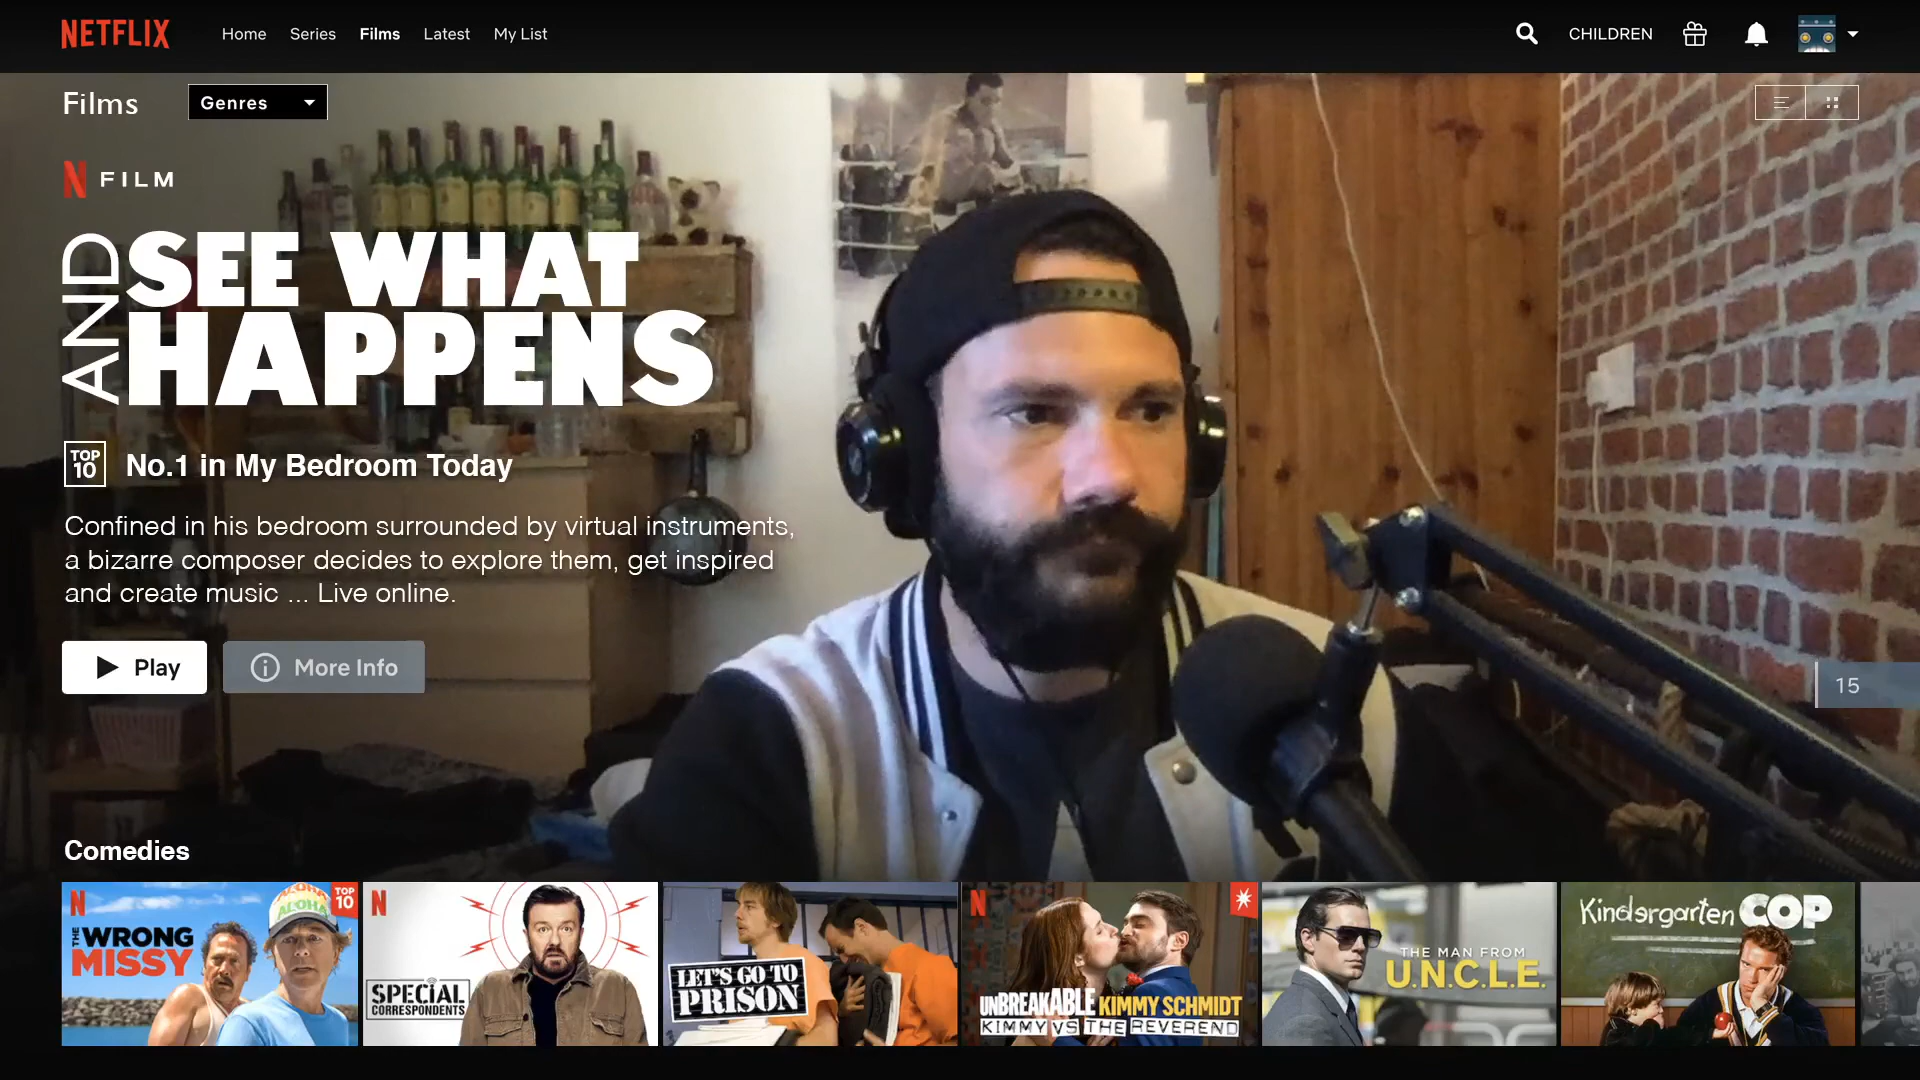 NETFLIX
Home Series Films Latest My List
CHILDREN
Films
Genres
N FILM
AND SEE WHAT
HAPPENS
TOP
10
No.1 in My Bedroom Today
Confined in his bedroom surrounded by virtual instruments,
a bizarre composer decides to explore them, get inspired
and create music ... Live online.
Play
More Info
15
Comedies
N
TOP
10
ALOHA
THE WRONG
MISSY
N
SPECIAL
CORRESPONDENTS
LET'S GO TO
PRISON
N
UNBREAKABLE KIMMY SCHMIDT
KIMMY VS THE REVEREND
THE MAN FROM
U.N.C.L.E.
Kindergarten COP